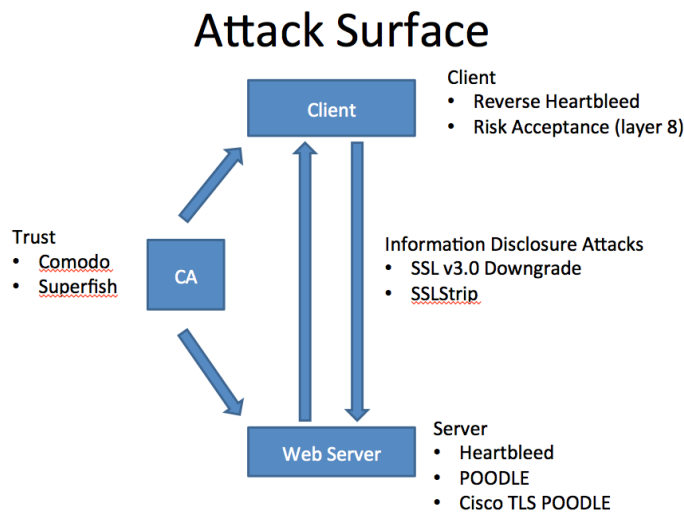 Attack Surface
Client
Client
• Reverse Heartbleed
• Risk Acceptance (layer 8)
Trust
• Comodo
• Superfish
CA
Information Disclosure Attacks
• SSL v3.0 Downgrade
• SSLStrip
Web Server
Server
• Heartbleed
• POODLE
• Cisco TLS POODLE